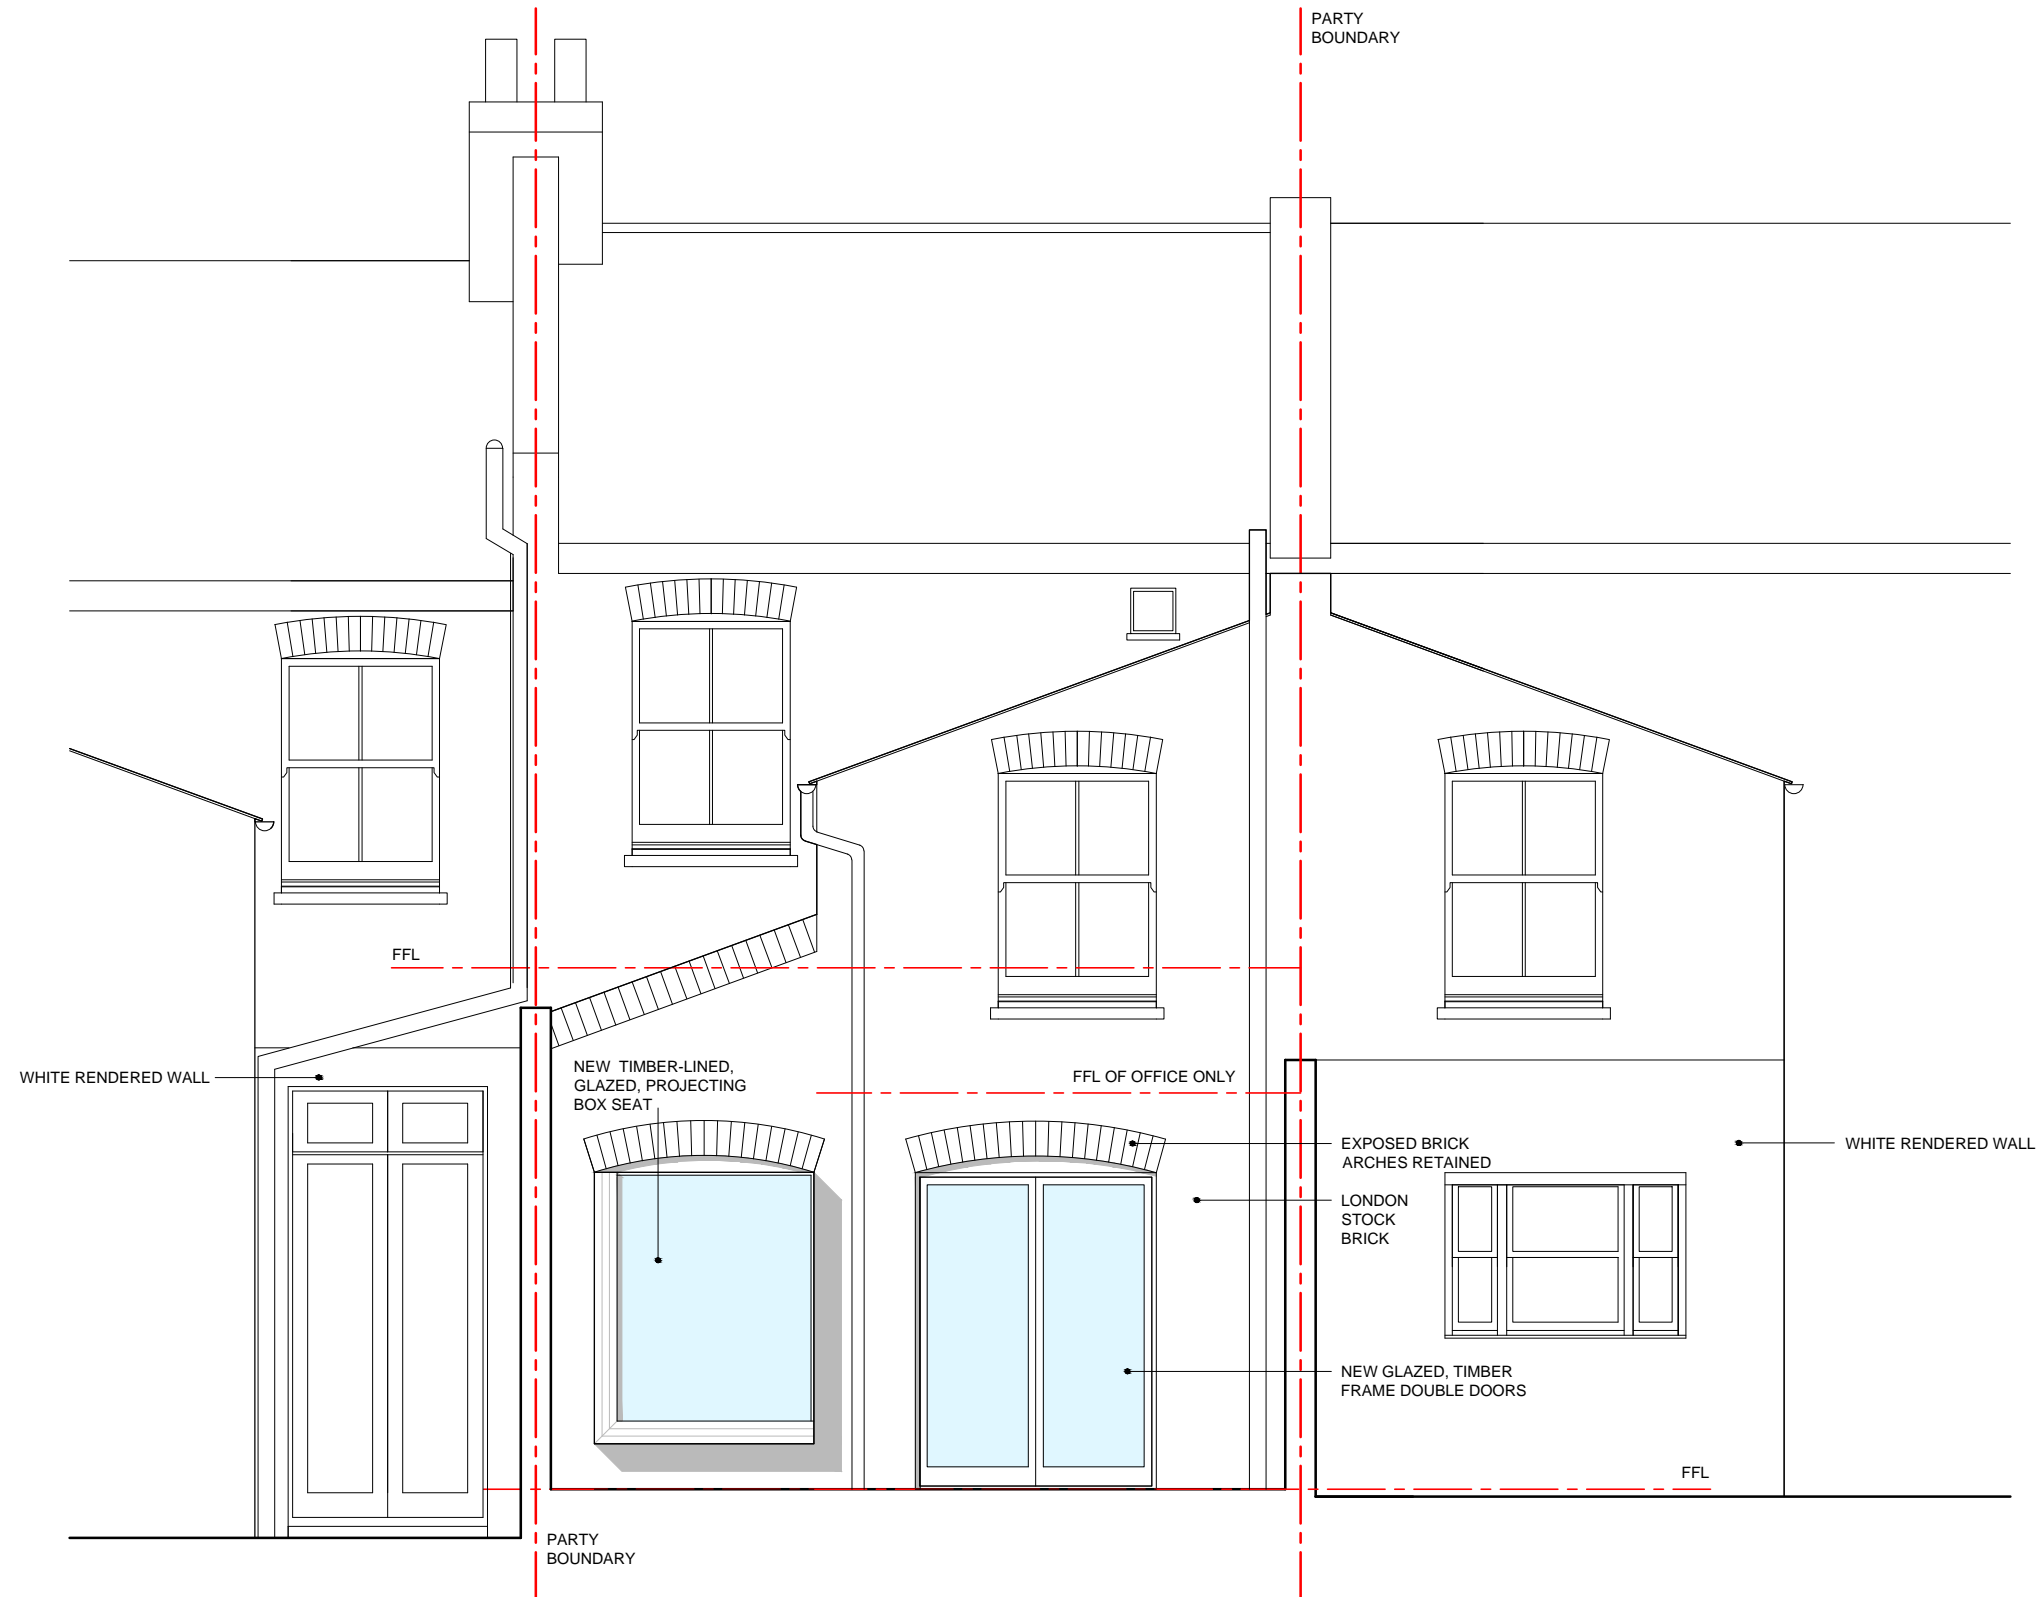 PARTY
BOUNDARY
FFL
WHITE RENDERED WALL
NEW TIMBER-LINED,
GLAZED, PROJECTING
BOX SEAT
FFL OF OFFICE ONLY
EXPOSED BRICK
ARCHES RETAINED
WHITE RENDERED WALL
LONDON
STOCK
BRICK
NEW GLAZED, TIMBER
FRAME DOUBLE DOORS
FFL
PARTY
BOUNDARY